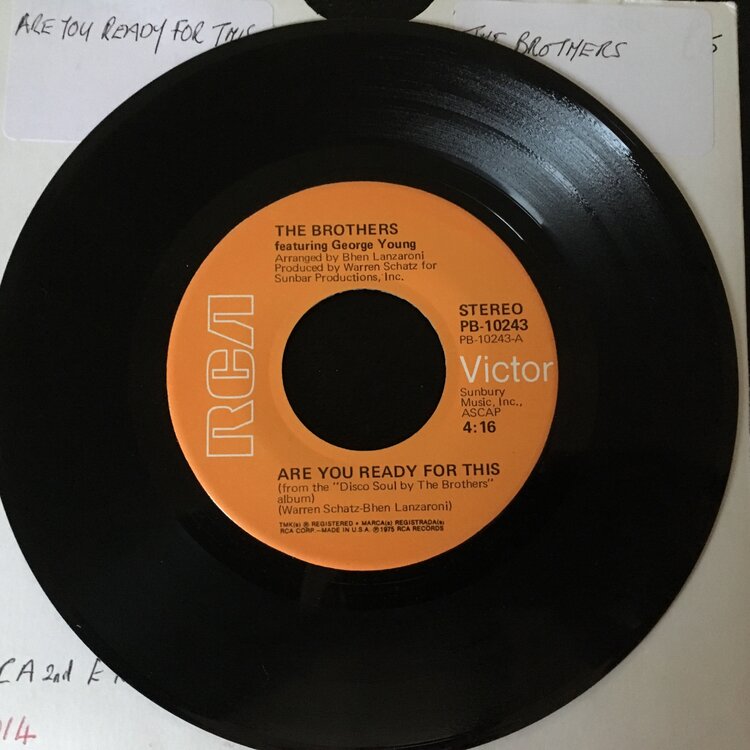 ARE YOU READY FOR THIS
THE BROTHERS
THE BROTHERS
featuring George Young
Arranged by Bhen Lanzaroni
Produced by Warren Schatz for
Sunbar Productions, Inc.
RCA
STEREO
PB-10243
PB-10243-A
Victor
Sunbury
Music, Inc.,
ASCAP
4:16
ARE YOU READY FOR THIS
(from the "Disco Soul by The Brothers"
album)
(Warren Schatz-Bhen Lanzaroni)
TMK(s) ® REGISTERED • MARCA(s) REGISTRADA(s)
RCA CORP.—MADE IN U.S.A. ℗ 1975 RCA RECORDS
CA 2nd
14